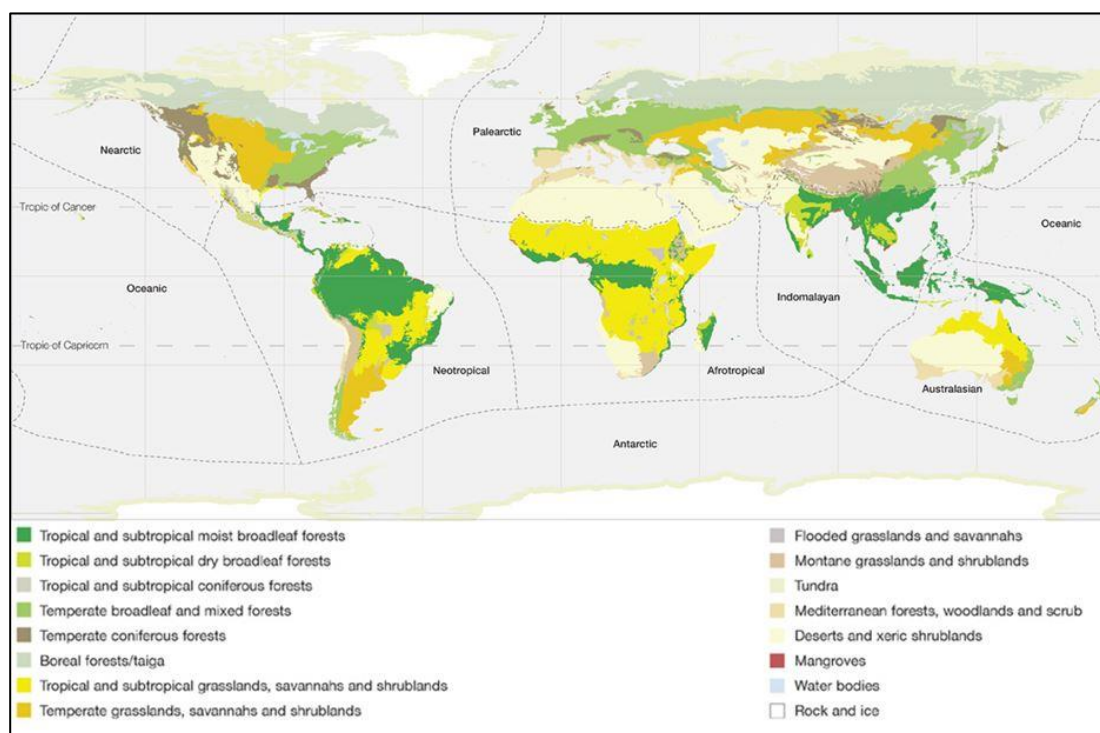 Nearctic
Palearctic
Tropic of Cancer
Oceanic
Oceanic
Indomalayan
Tropic of Capricorn
Neotropical
Afrotropical
Australasian
Antarctic
Tropical and subtropical moist broadleaf forests
Tropical and subtropical dry broadleaf forests
Tropical and subtropical coniferous forests
Temperate broadleaf and mixed forests
Temperate coniferous forests
Boreal forests/taiga
Tropical and subtropical grasslands, savannahs and shrublands
Temperate grasslands, savannahs and shrublands
Flooded grasslands and savannahs
Montane grasslands and shrublands
Tundra
Mediterranean forests, woodlands and scrub
Deserts and xeric shrublands
Mangroves
Water bodies
Rock and ice